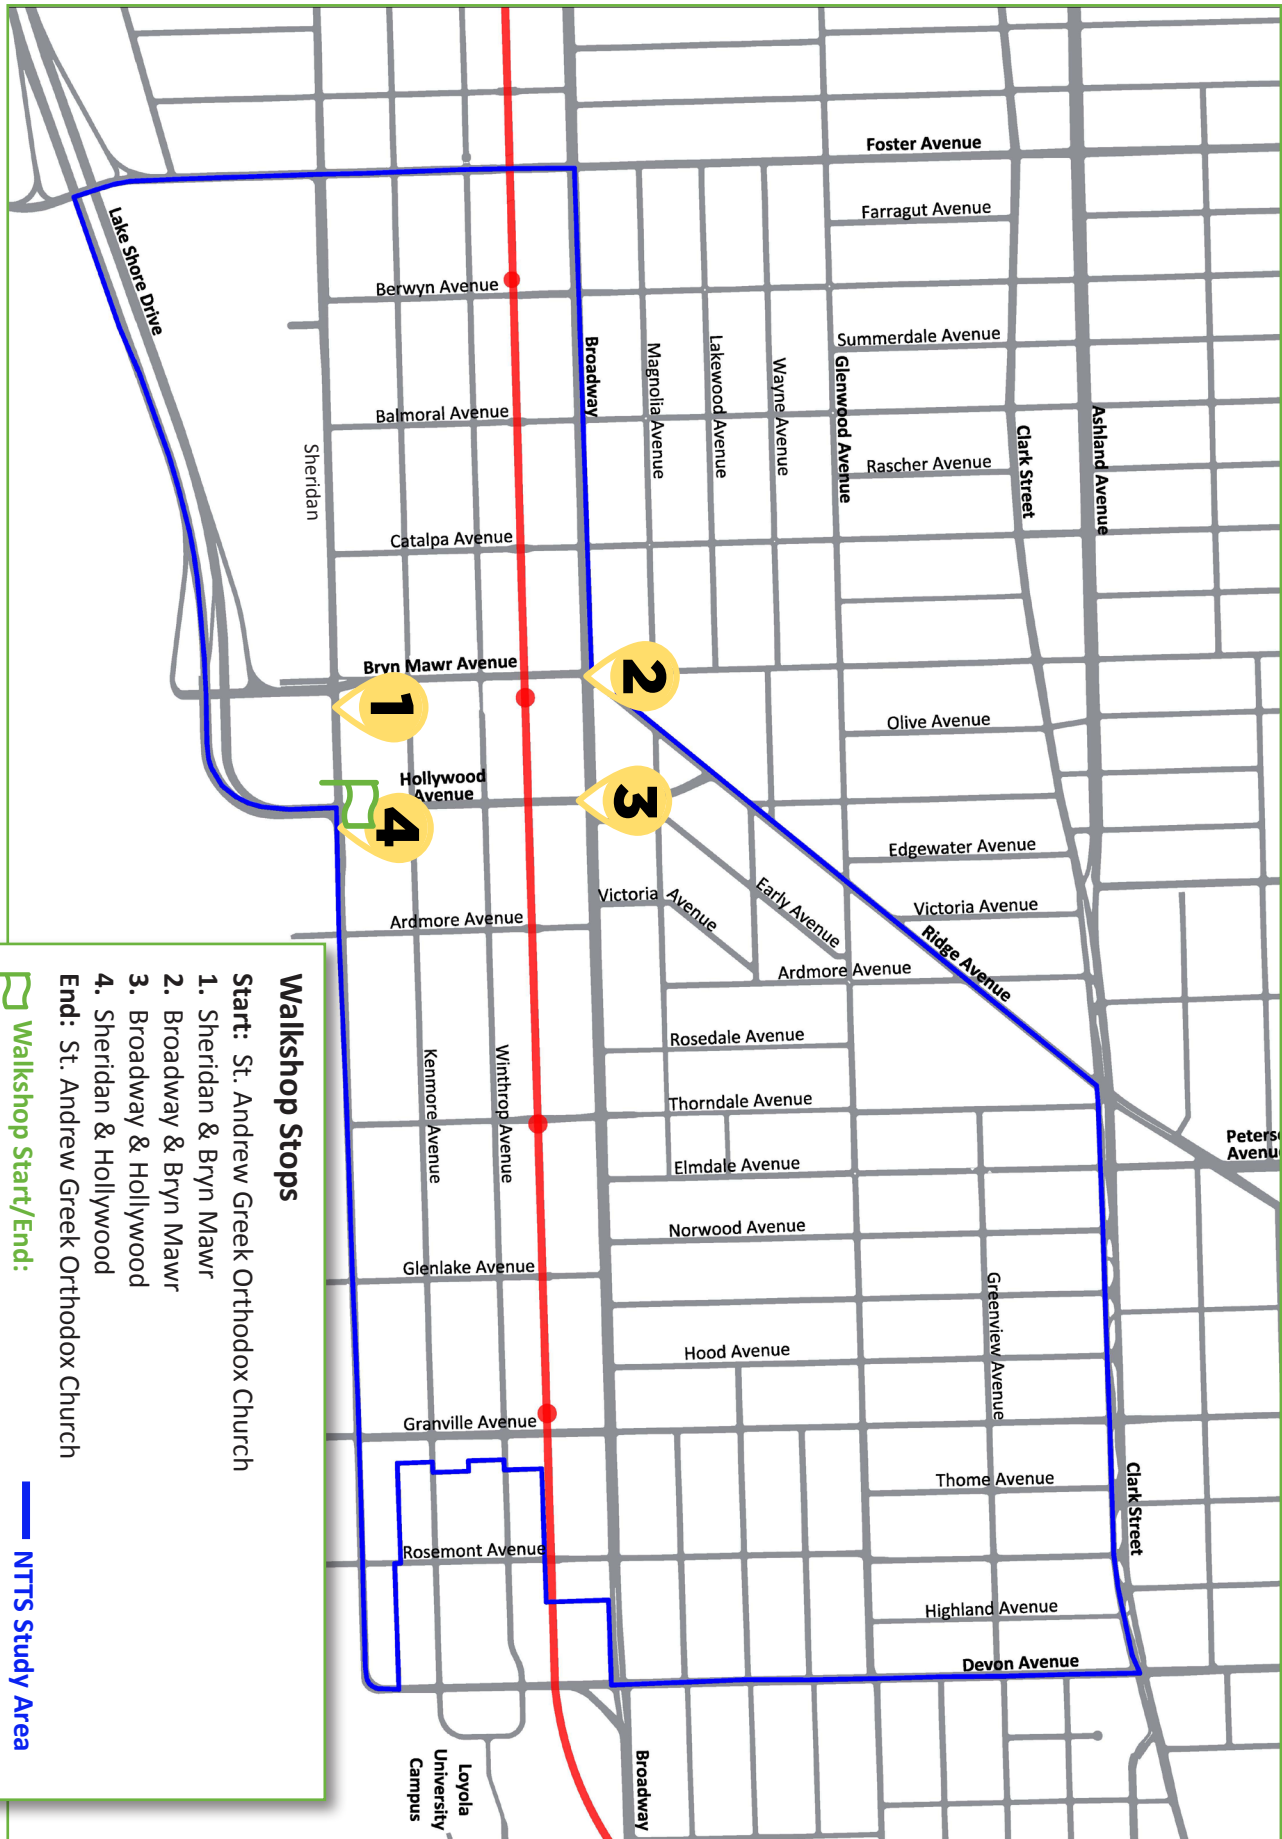 Foster Avenue
Farragut Avenue
Lake Shore Drive
Berwyn Avenue
Broadway
Magnolia Avenue
Lakewood Avenue
Wayne Avenue
Summerdale Avenue
Glenwood Avenue
Balmoral Avenue
Ashland Avenue
Clark Street
Rascher Avenue
Sheridan
Catalpa Avenue
Bryn Mawr Avenue
2
1
Olive Avenue
Hollywood
Avenue
3
4
Edgewater Avenue
Victoria Avenue
Early Avenue
Victoria Avenue
Ridge Avenue
Ardmore Avenue
Ardmore Avenue
Rosedale Avenue
Kenmore Avenue
Winthrop Avenue
Thorndale Avenue
Elmdale Avenue
Norwood Avenue
Glenlake Avenue
Greenview Avenue
Hood Avenue
Granville Avenue
Thome Avenue
Clark Street
Rosemont Avenue
Highland Avenue
Devon Avenue
Broadway
Loyola
University
Campus
Walkshop Stops
Start: St. Andrew Greek Orthodox Church
1. Sheridan & Bryn Mawr
2. Broadway & Bryn Mawr
3. Broadway & Hollywood
4. Sheridan & Hollywood
End: St. Andrew Greek Orthodox Church
Walkshop Start/End:
NTTS Study Area